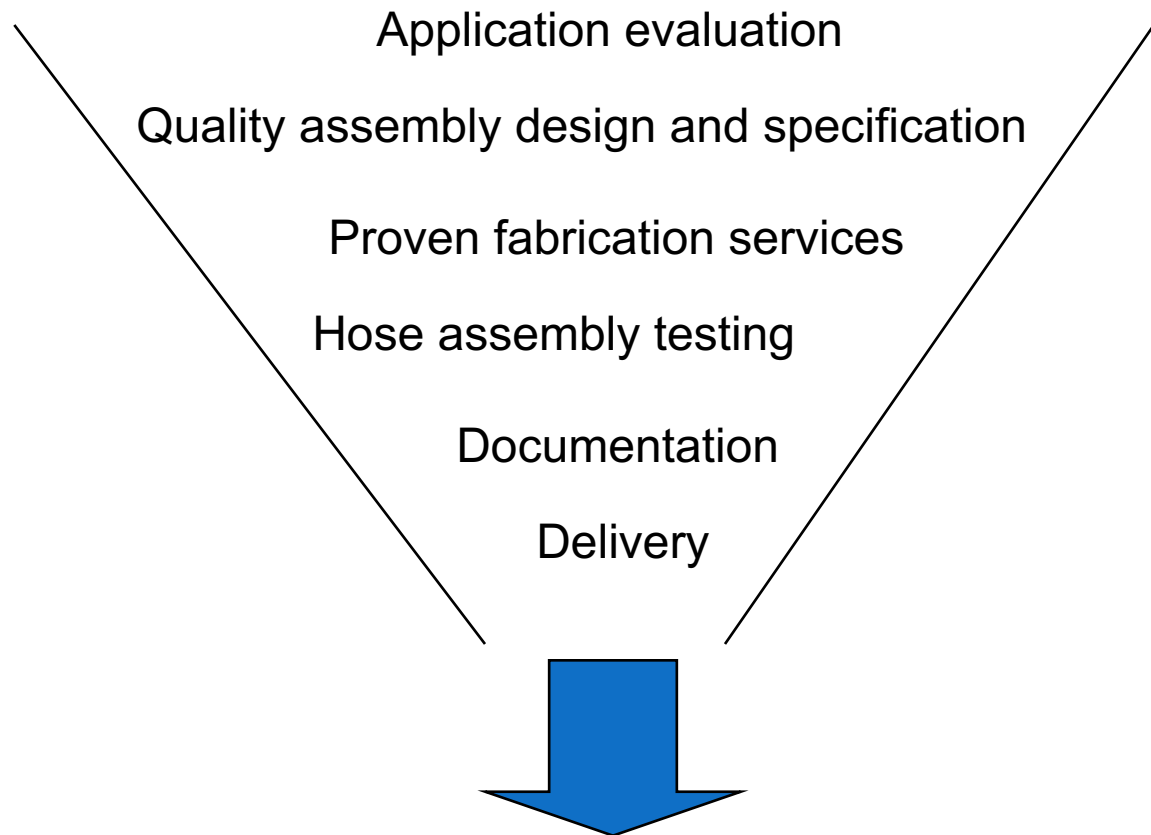 Application evaluation
Quality assembly design and specification
Proven fabrication services
Hose assembly testing
Documentation
Delivery